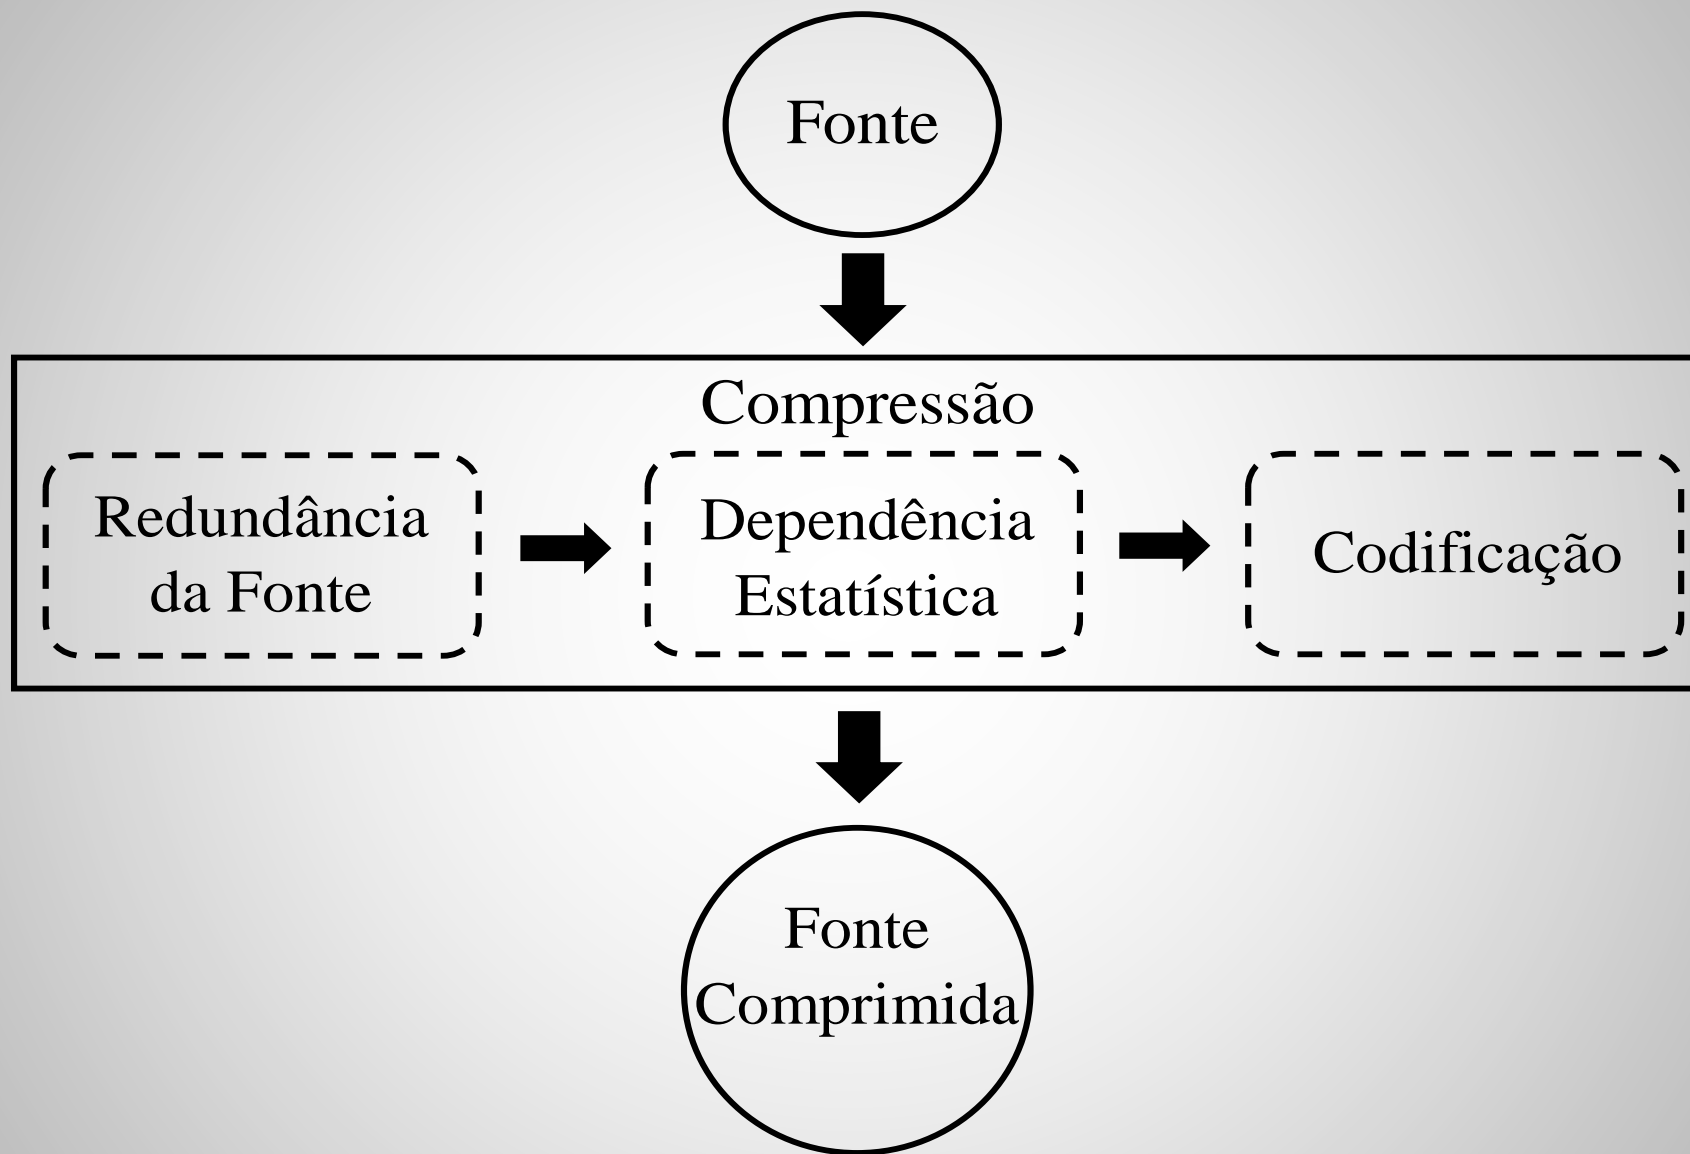 Fonte
Compressão
Redundância
da Fonte
Dependência
Estatística
Codificação
Fonte
Comprimida